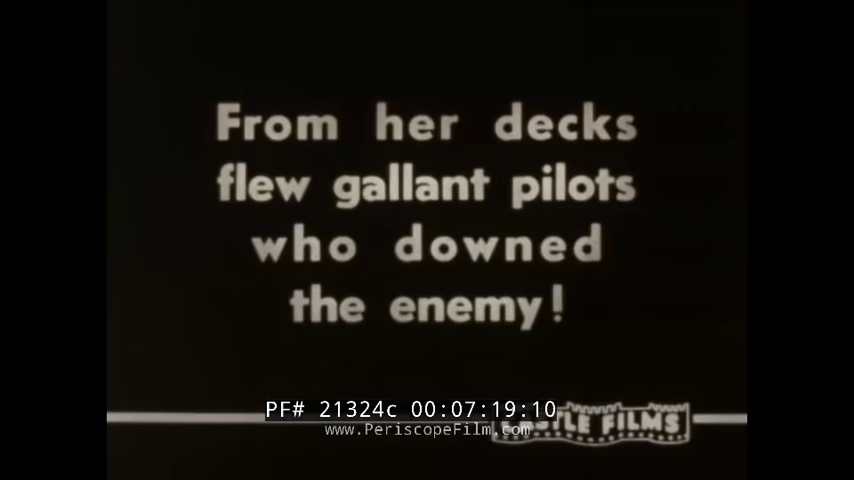 From her decks
flew gallant pilots
who downed
the enemy!
PF# 21324c 00:07:19:10
www.PeriscopeFilm.com
FILMS